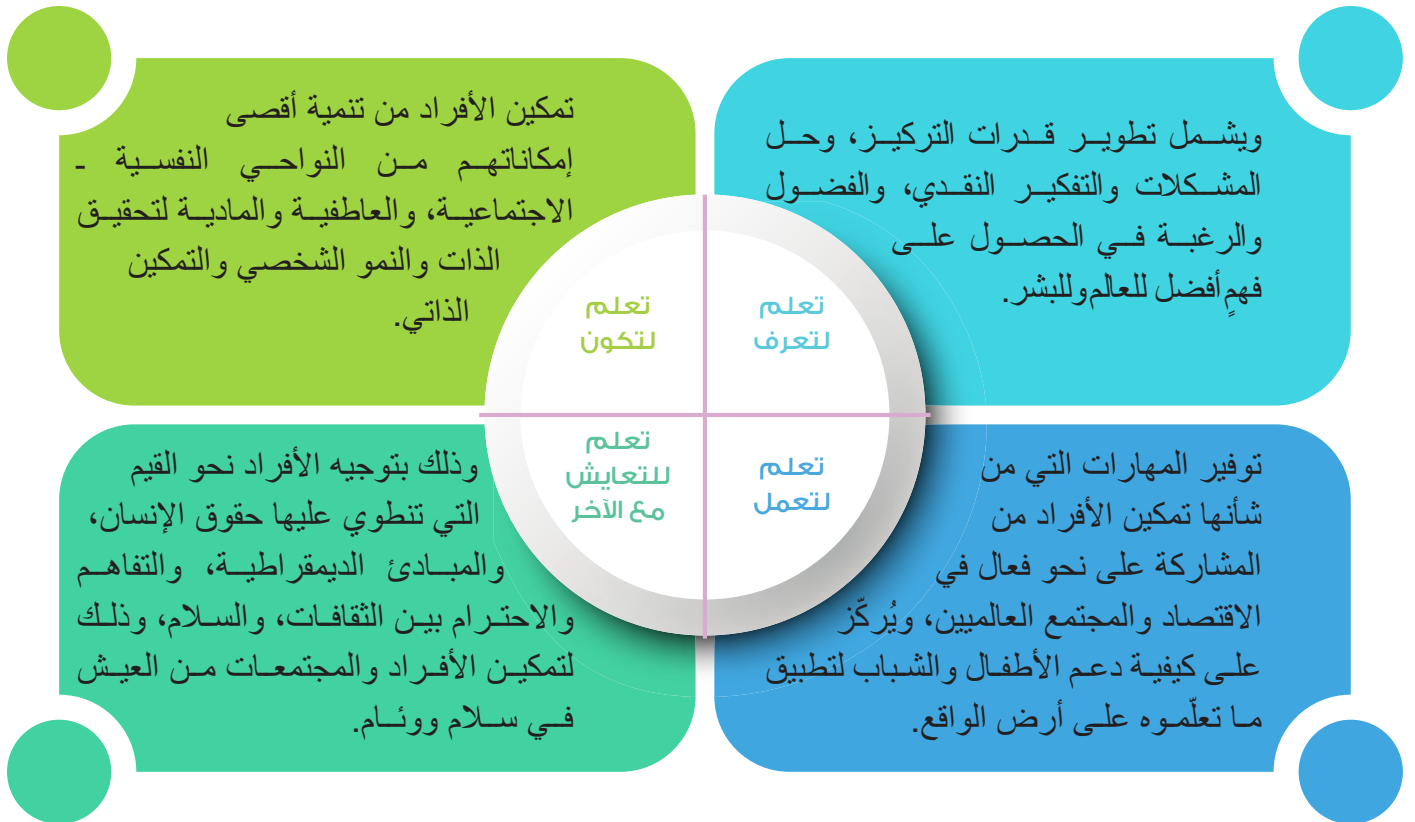 تعلم
لتعرف
ويشمل تطوير قدرات التركيز، وحل
المشكلات والتفكير النقدي، والفضول
والرغبة في الحصول على
فهمٍ أفضل للعالم وللبشر.
تعلم
لتكون
تمكين الأفراد من تنمية أقصى
إمكاناتهم من النواحي النفسية ـ
الاجتماعية، والعاطفية والمادية لتحقيق
الذات والنمو الشخصي والتمكين
الذاتي.
تعلم
لتعمل
توفير المهارات التي من
شأنها تمكين الأفراد من
المشاركة على نحو فعال في
الاقتصاد والمجتمع العالميين، ويُركّز
على كيفية دعم الأطفال والشباب لتطبيق
ما تعلّموه على أرض الواقع.
تعلم
للتعايش
مع الآخر
وذلك بتوجيه الأفراد نحو القيم
التي تنطوي عليها حقوق الإنسان،
والمبادئ الديمقراطية، والتفاهم
والاحترام بين الثقافات، والسلام، وذلك
لتمكين الأفراد والمجتمعات من العيش
في سلام ووئام.